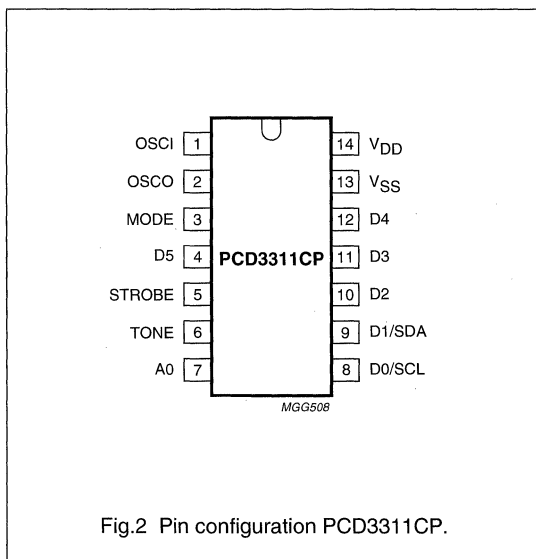 OSCI 1 14 VDD
OSCO 2 13 VSS
MODE 3 12 D4
D5 4 PCD3311CP 11 D3
STROBE 5 10 D2
TONE 6 9 D1/SDA
A0 7 8 D0/SCL
MGG508
Fig.2 Pin configuration PCD3311CP.